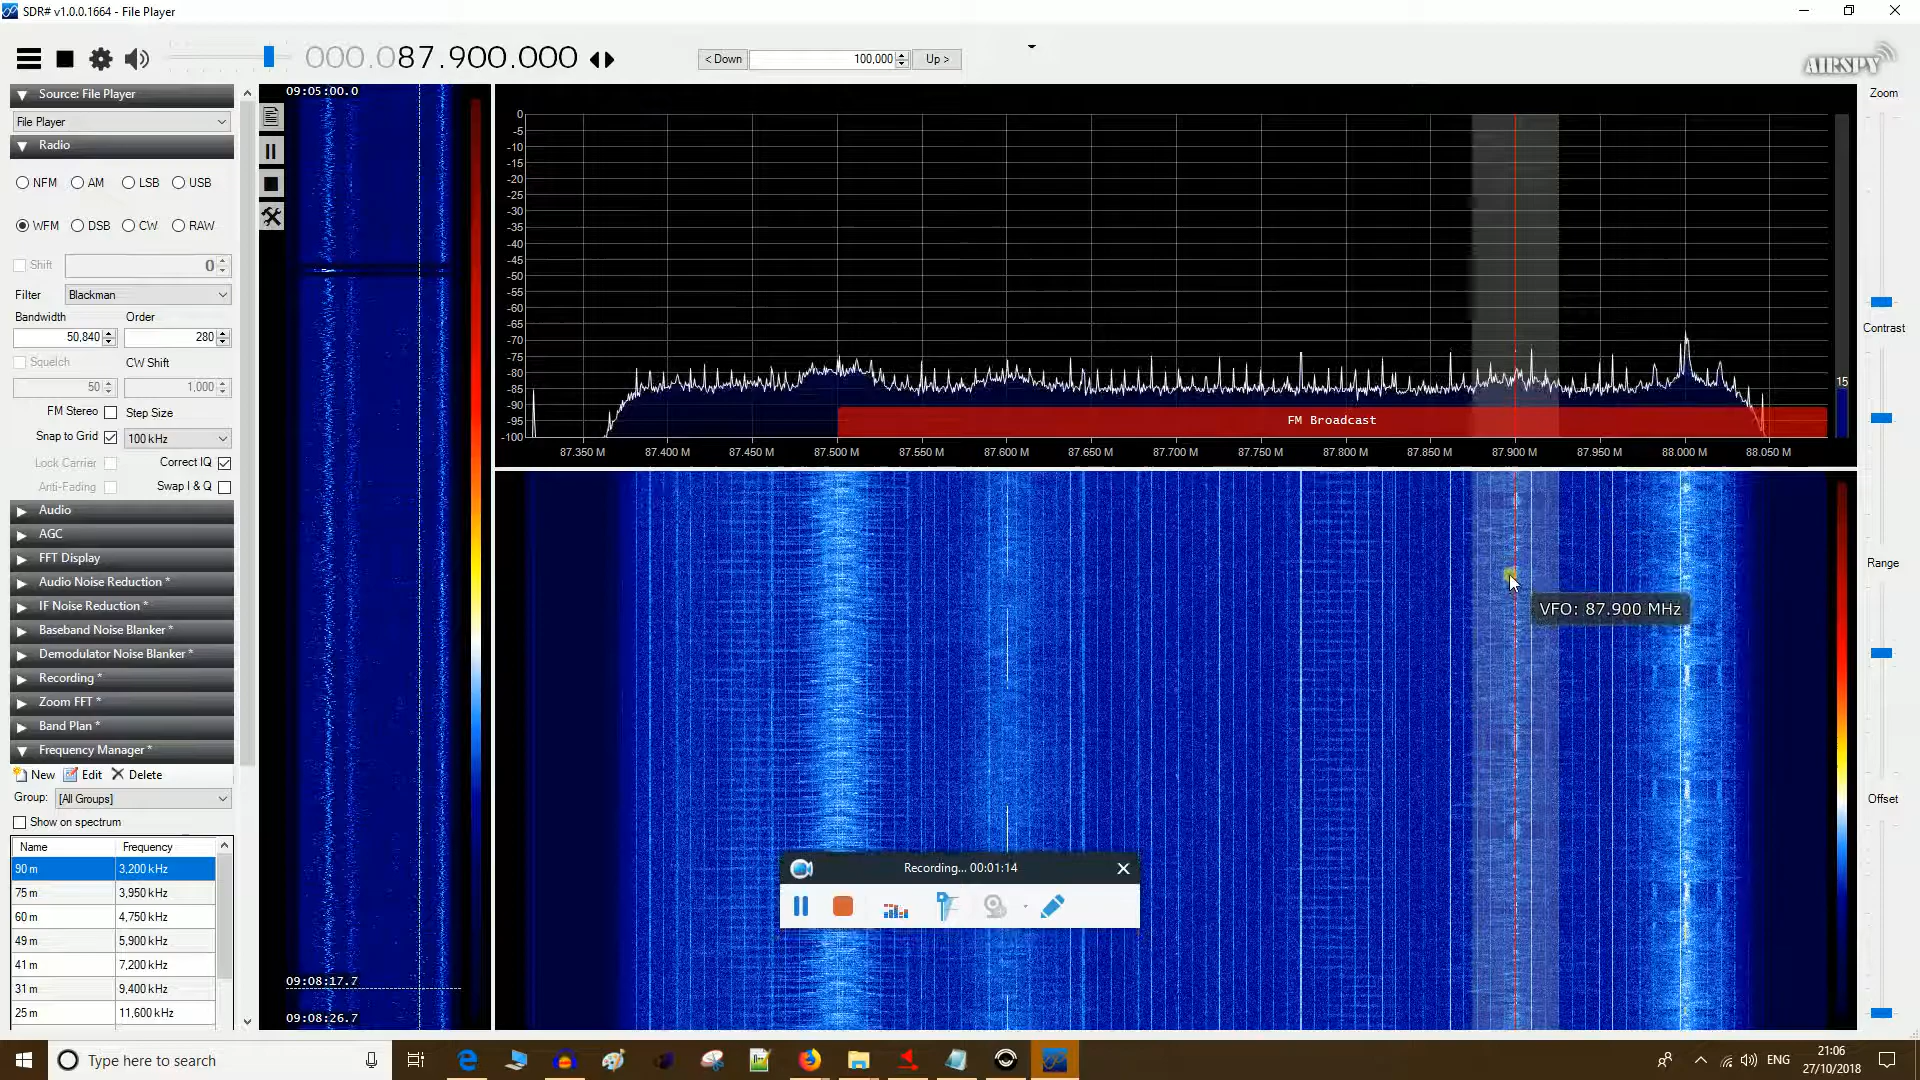 SDR# v1.0.0.1664 - File Player
000.087.900.000
< Down
100,000
Up >
AIRSPY
Source: File Player
File Player
Radio
NFM AM LSB USB
WFM DSB CW RAW
Shift 0
Filter Blackman
Bandwidth Order
50,840 280
Squelch CW Shift
50 1,000
FM Stereo Step Size
Snap to Grid 100 kHz
Lock Carrier Correct IQ
Anti-Fading Swap I & Q
Audio
AGC
FFT Display
Audio Noise Reduction *
IF Noise Reduction *
Baseband Noise Blanker *
Demodulator Noise Blanker *
Recording *
Zoom FFT *
Band Plan *
Frequency Manager *
New Edit Delete
Group: [All Groups]
Show on spectrum
Name Frequency
90 m 3,200 kHz
75 m 3,950 kHz
60 m 4,750 kHz
49 m 5,900 kHz
41 m 7,200 kHz
31 m 9,400 kHz
25 m 11,600 kHz
09:05:00.0
09:08:17.7
09:08:26.7
0
-5
-10
-15
-20
-25
-30
-35
-40
-45
-50
-55
-60
-65
-70
-75
-80
-85
-90
-95
-100
15
FM Broadcast
87.350 M 87.400 M 87.450 M 87.500 M 87.550 M 87.600 M 87.650 M 87.700 M 87.750 M 87.800 M 87.850 M 87.900 M 87.950 M 88.000 M 88.050 M
VFO: 87.900 MHz
Recording... 00:01:14
Zoom
Contrast
Range
Offset
Type here to search
ENG
21:06
27/10/2018